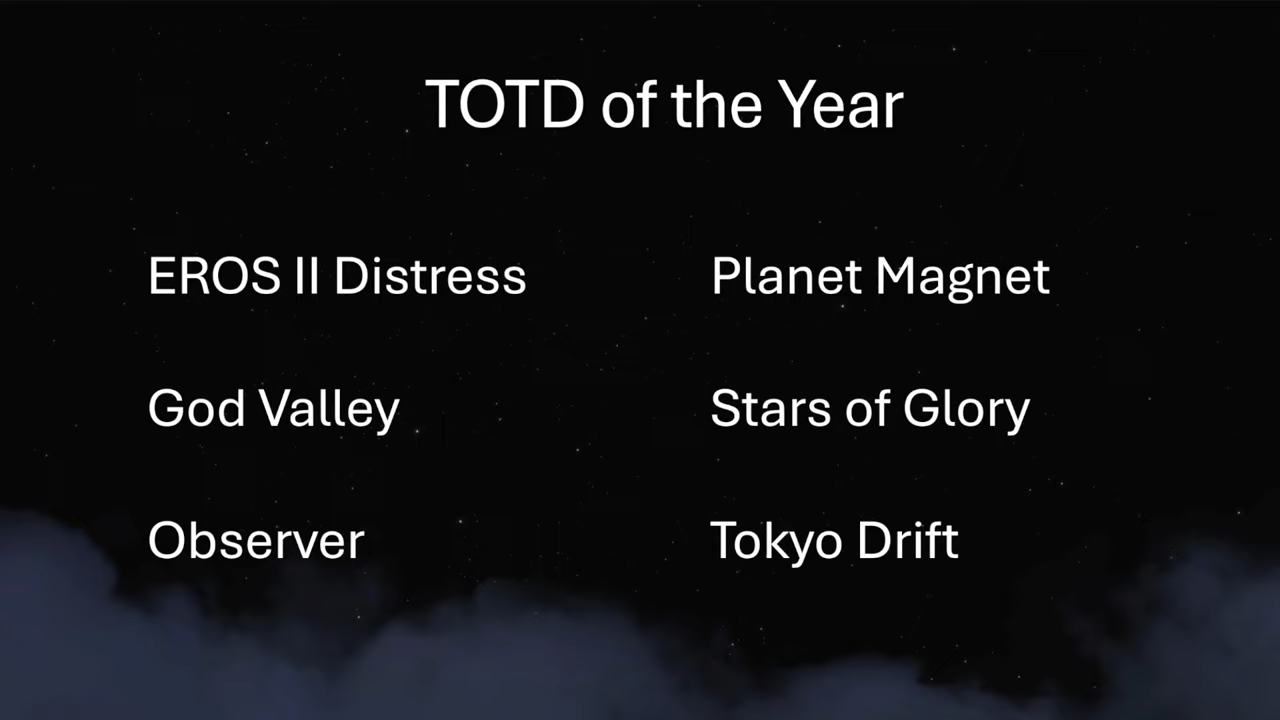 TOTD of the Year
EROS II Distress
God Valley
Observer
Planet Magnet
Stars of Glory
Tokyo Drift